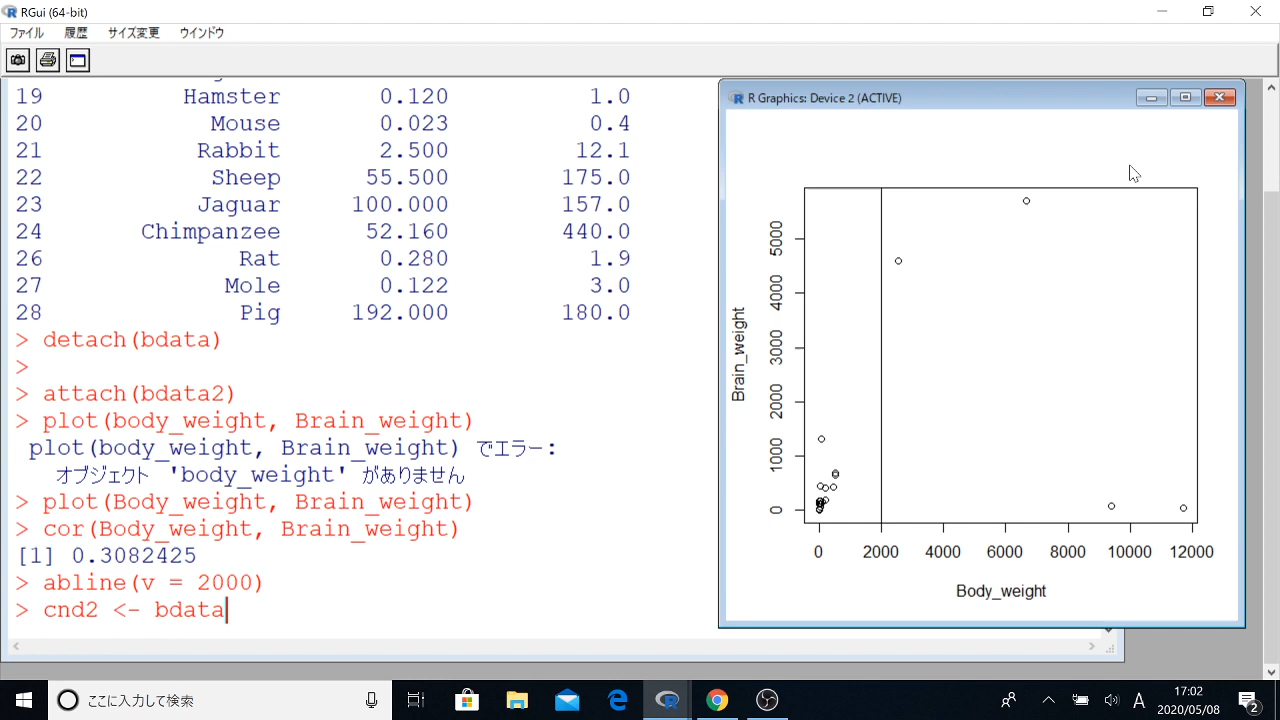 RGui (64-bit)
ファイル 履歴 サイズ変更 ウインドウ
19 Hamster 0.120 1.0
20 Mouse 0.023 0.4
21 Rabbit 2.500 12.1
22 Sheep 55.500 175.0
23 Jaguar 100.000 157.0
24 Chimpanzee 52.160 440.0
26 Rat 0.280 1.9
27 Mole 0.122 3.0
28 Pig 192.000 180.0
> detach(bdata)
>
> attach(bdata2)
> plot(body_weight, Brain_weight)
plot(body_weight, Brain_weight) でエラー:
オブジェクト 'body_weight' がありません
> plot(Body_weight, Brain_weight)
> cor(Body_weight, Brain_weight)
[1] 0.3082425
> abline(v = 2000)
> cnd2 <- bdata
R Graphics: Device 2 (ACTIVE)
Brain_weight
5000
4000
3000
2000
1000
0
0 2000 4000 6000 8000 10000 12000
Body_weight
ここに入力して検索
A
17:02
2020/05/08
2